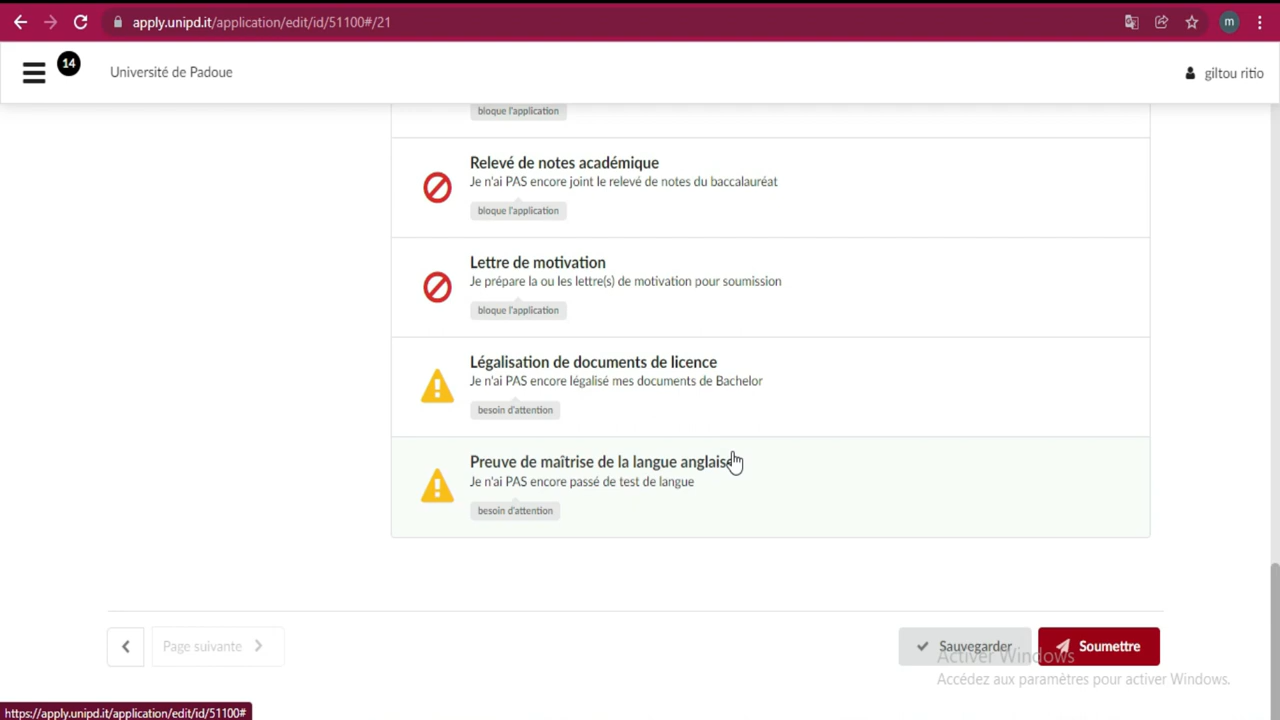 apply.unipd.it/application/edit/id/51100#/21
m
14
Université de Padoue
giltou ritio
bloque l'application
Relevé de notes académique
Je n'ai PAS encore joint le relevé de notes du baccalauréat
bloque l'application
Lettre de motivation
Je prépare la ou les lettre(s) de motivation pour soumission
bloque l'application
Légalisation de documents de licence
Je n'ai PAS encore légalisé mes documents de Bachelor
besoin d'attention
Preuve de maîtrise de la langue anglaise
Je n'ai PAS encore passé de test de langue
besoin d'attention
Page suivante
Sauvegarder
Soumettre
Activer Windows
Accédez aux paramètres pour activer Windows.
https://apply.unipd.it/application/edit/id/51100#